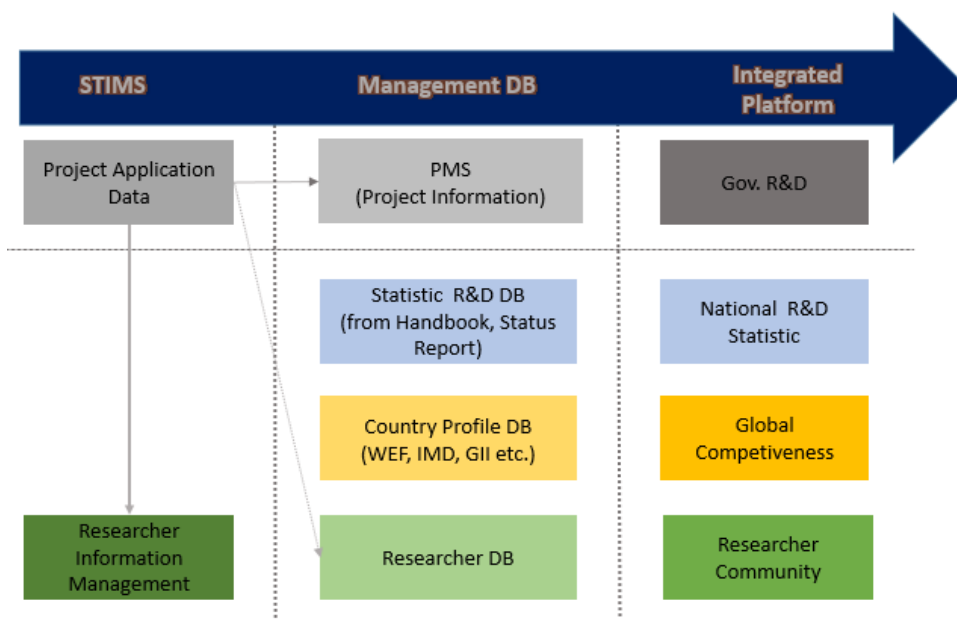 STIMS
Management DB
Integrated
Platform
Project Application
Data
PMS
(Project Information)
Gov. R&D
Statistic R&D DB
(from Handbook, Status
Report)
National R&D
Statistic
Country Profile DB
(WEF, IMD, GII etc.)
Global
Competiveness
Researcher
Information
Management
Researcher DB
Researcher
Community